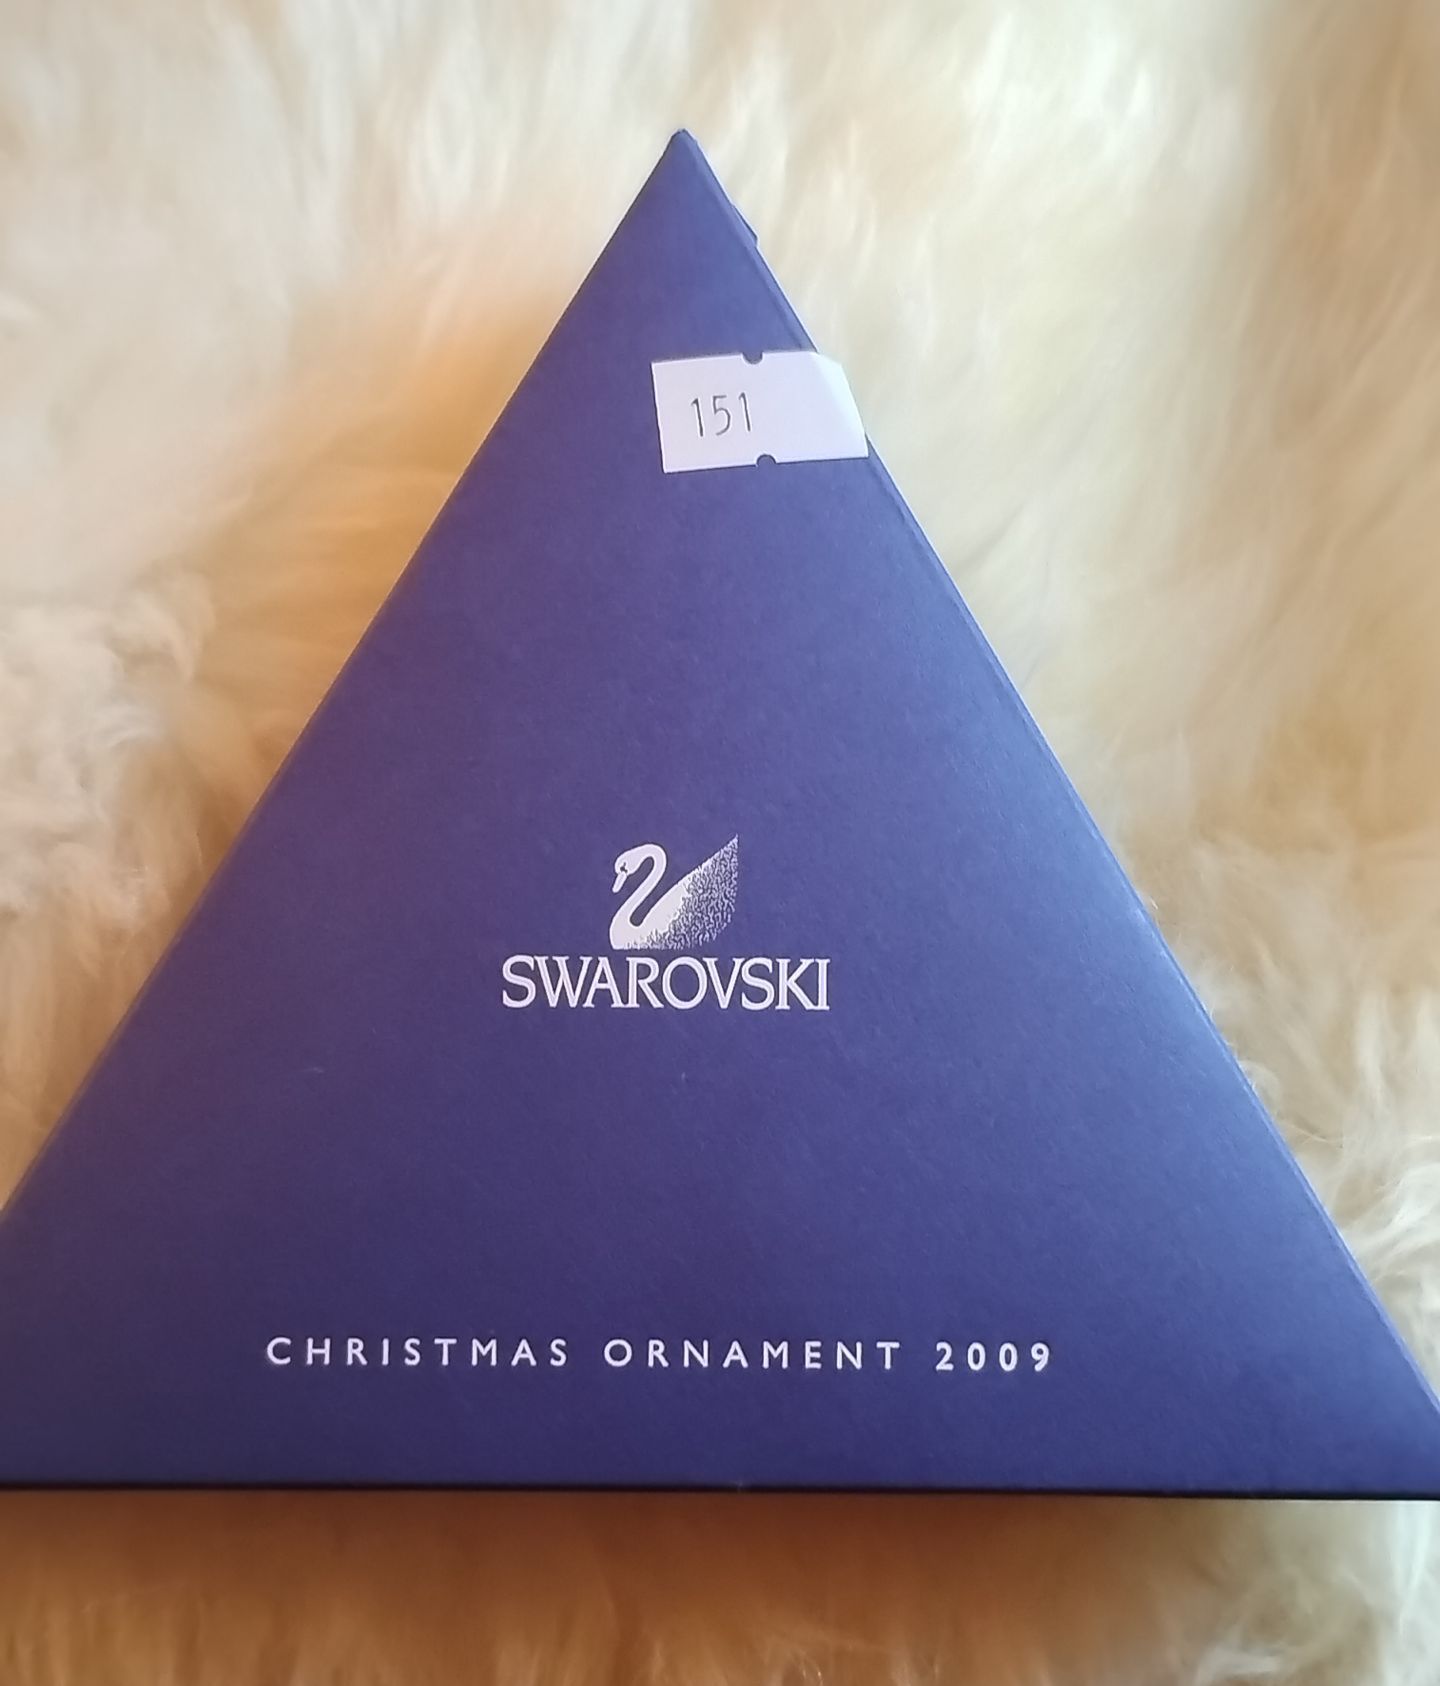 151
SWAROVSKI
CHRISTMAS ORNAMENT 2009